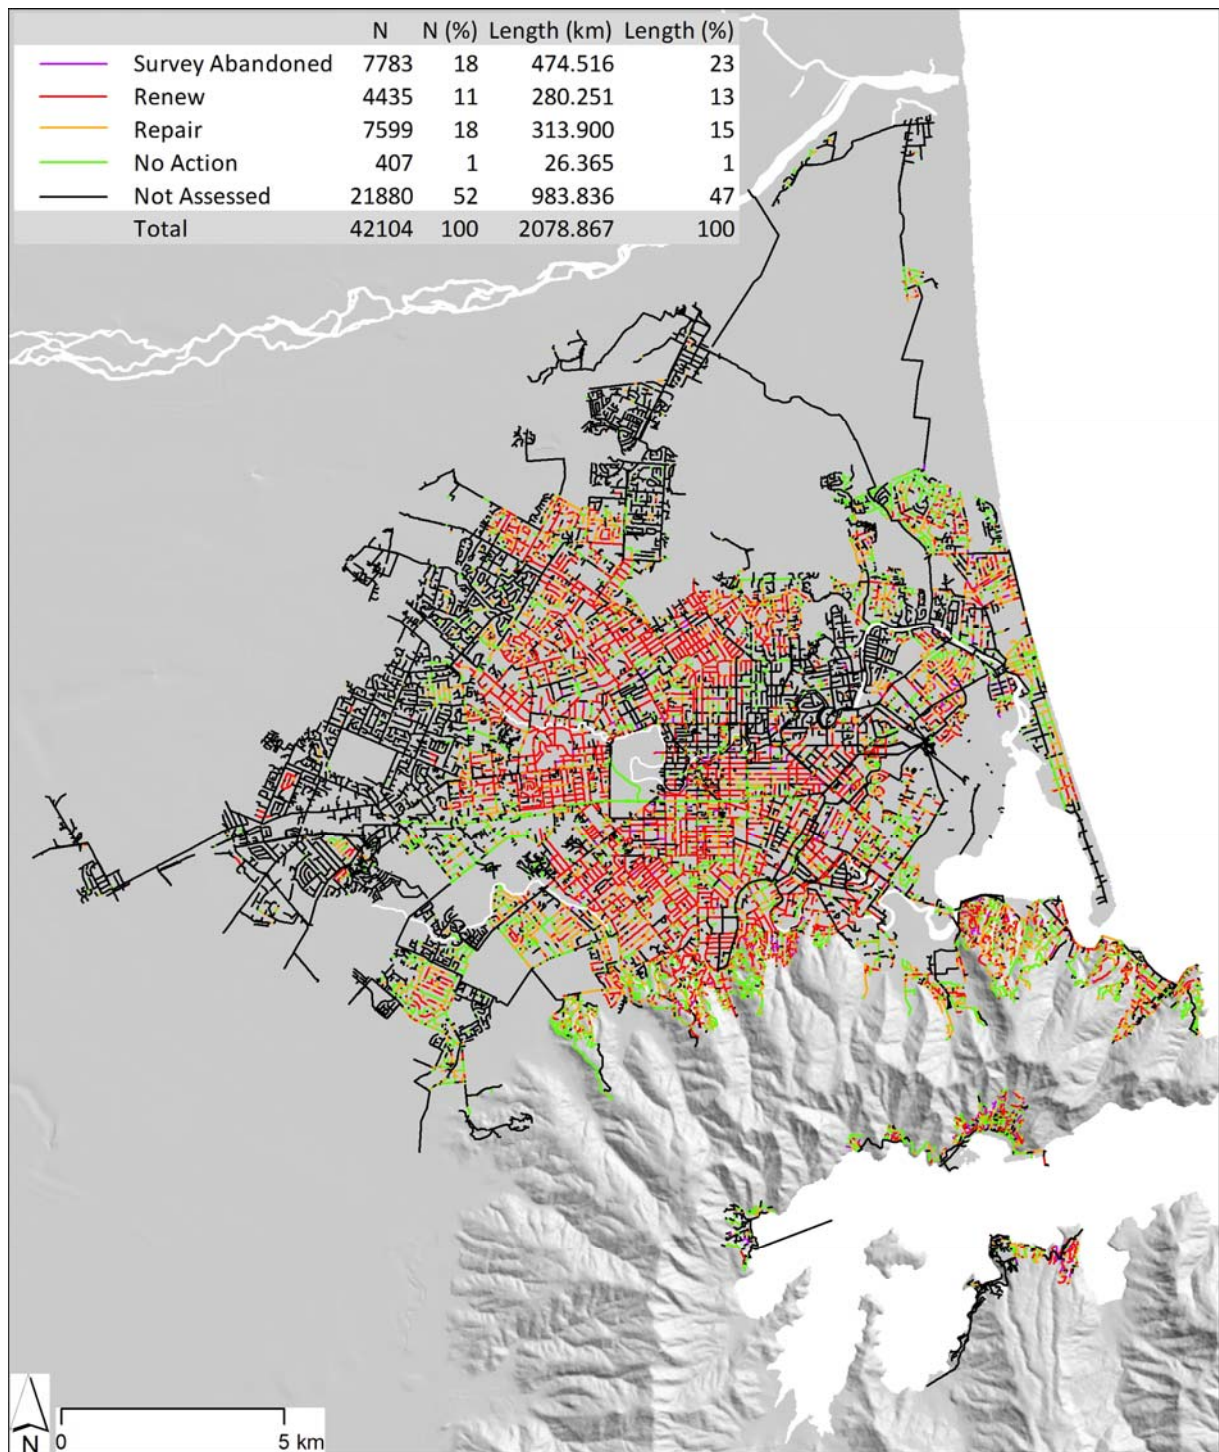 N N (%) Length (km) Length (%)
Survey Abandoned 7783 18 474.516 23
Renew 4435 11 280.251 13
Repair 7599 18 313.900 15
No Action 407 1 26.365 1
Not Assessed 21880 52 983.836 47
Total 42104 100 2078.867 100
N
0 5 km